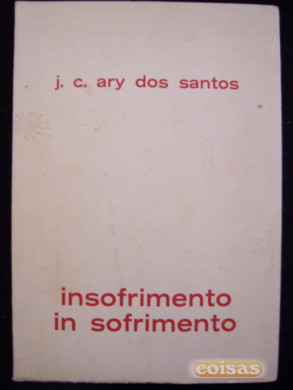 j. c. ary dos santos
insofrimento
in sofrimento
coisas